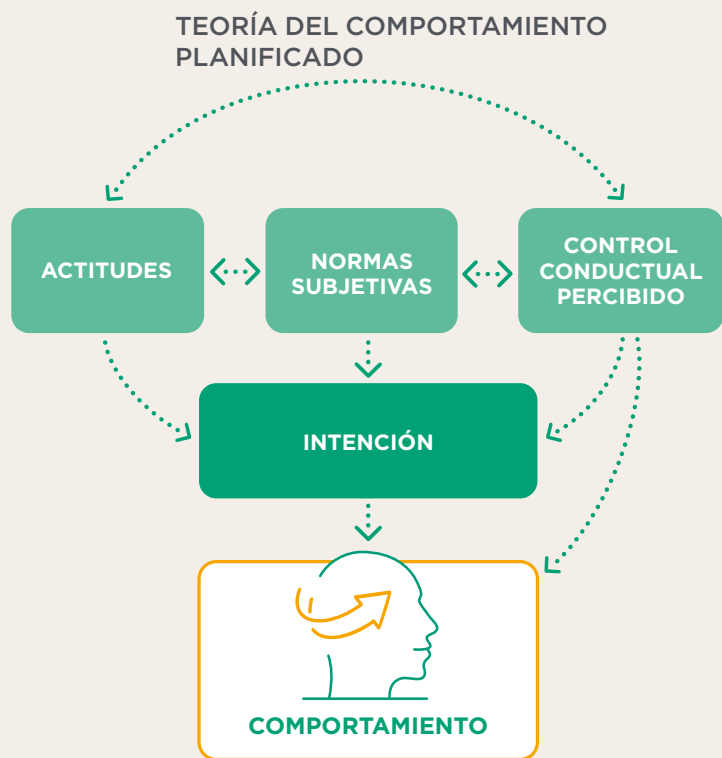 TEORÍA DEL COMPORTAMIENTO
PLANIFICADO
ACTITUDES
NORMAS
SUBJETIVAS
CONTROL
CONDUCTUAL
PERCIBIDO
INTENCIÓN
COMPORTAMIENTO